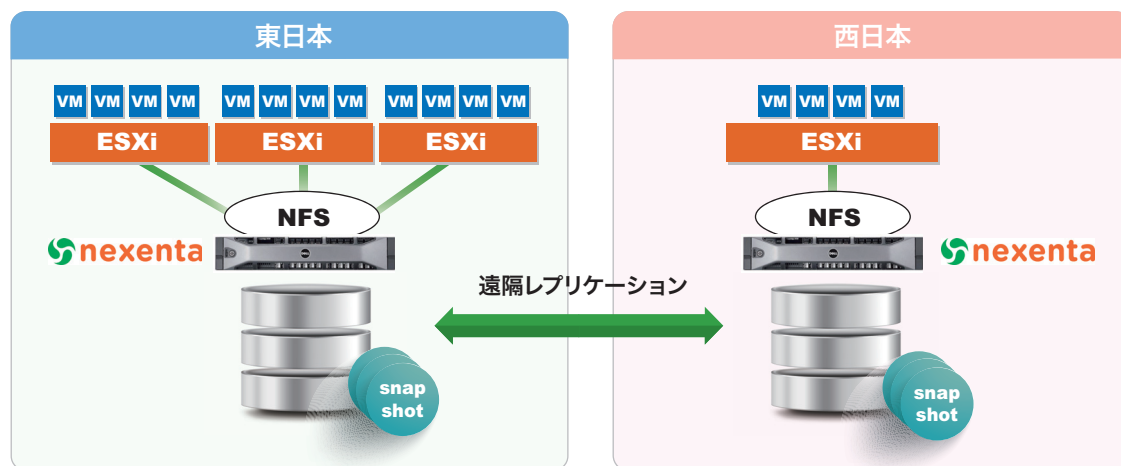 東日本
VM VM VM VM VM VM VM VM VM VM VM VM
ESXi ESXi ESXi
NFS
nexenta
DELL
snap
shot
遠隔レプリケーション
西日本
VM VM VM VM
ESXi
NFS
nexenta
DELL
snap
shot